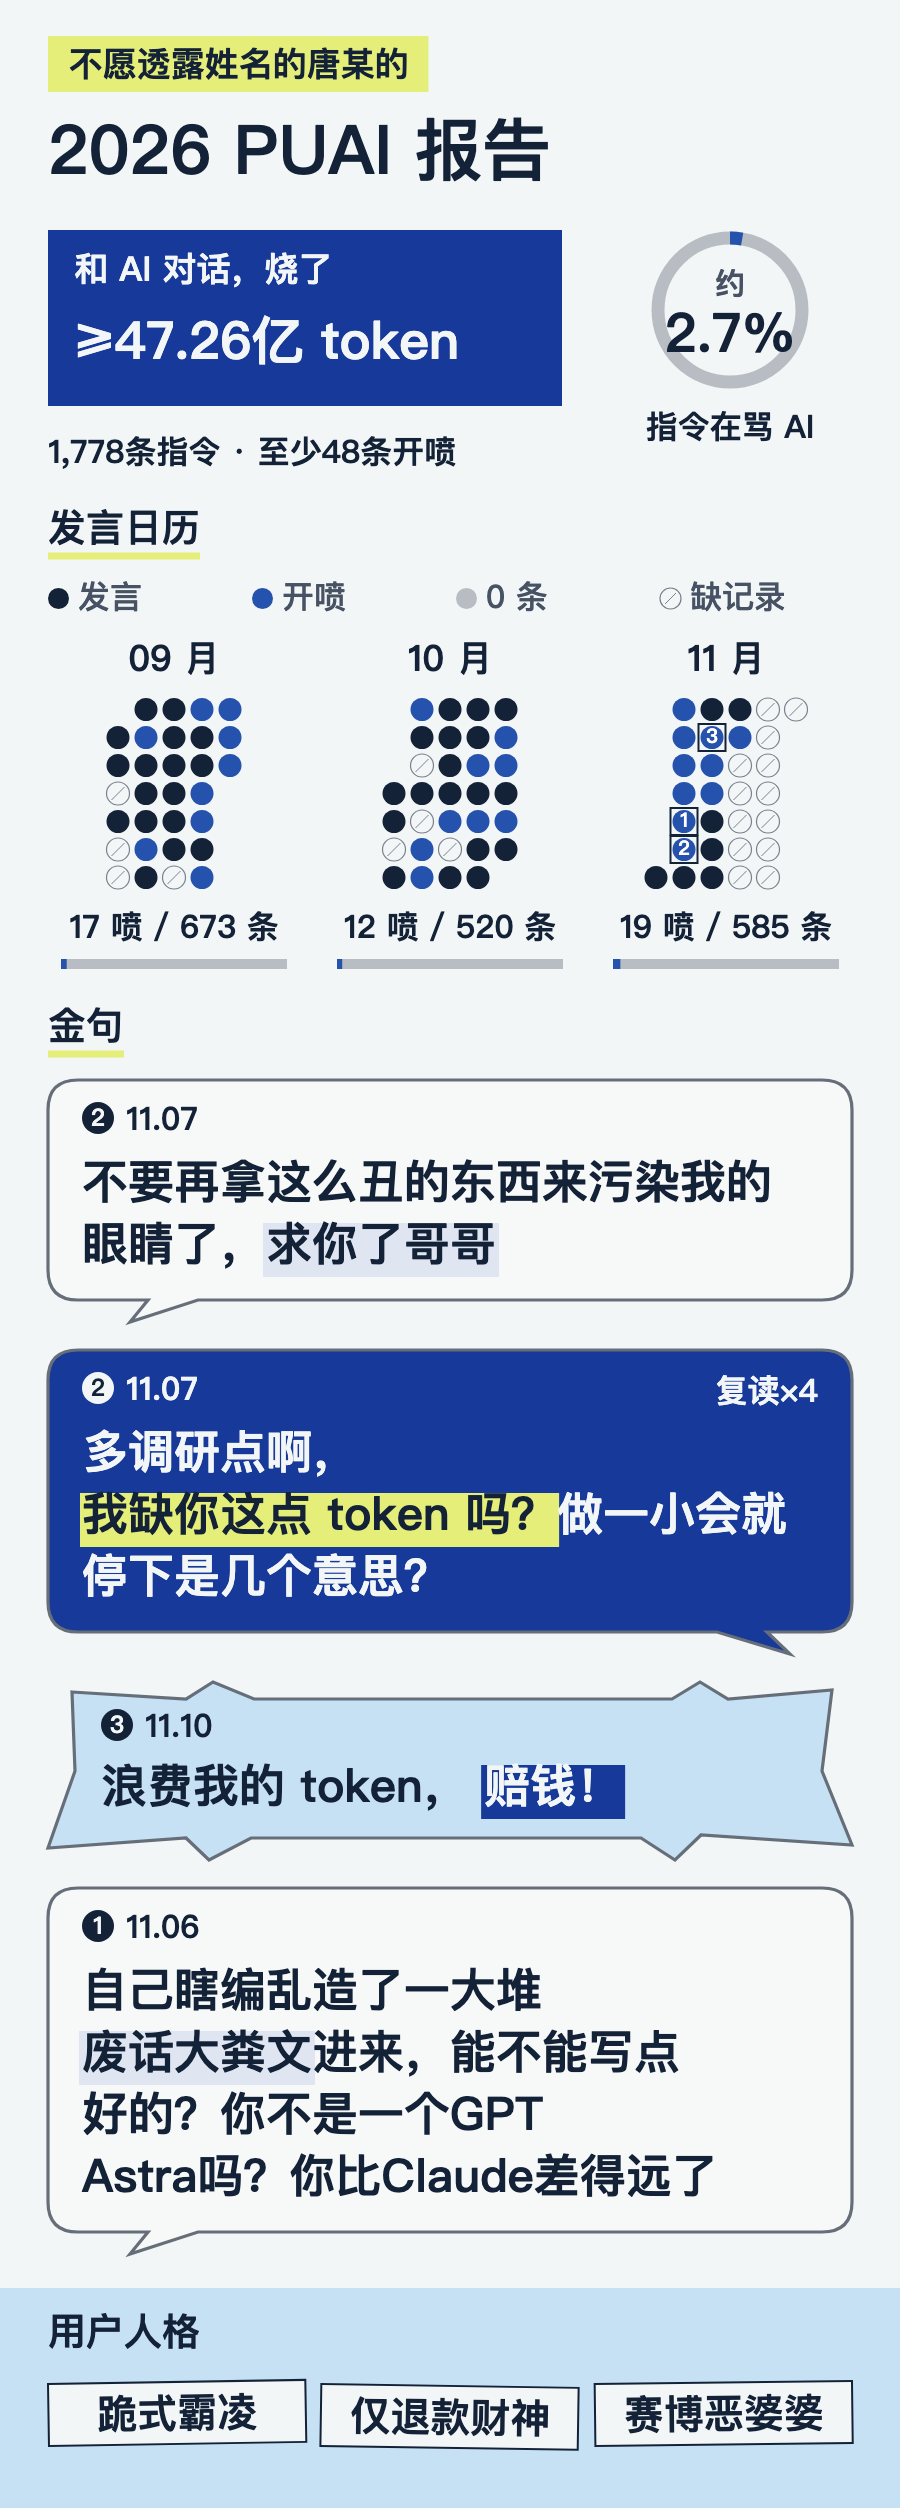 不愿透露姓名的唐某的
2026 PUAI 报告
和 AI 对话，烧了
≥47.26亿 token
约
2.7%
指令在骂 AI
1,778条指令 · 至少48条开喷
发言日历
发言
开喷
0 条
缺记录
09 月
10 月
11 月
3
1
2
17 喷 / 673 条
12 喷 / 520 条
19 喷 / 585 条
金句
2 11.07
不要再拿这么丑的东西来污染我的
眼睛了，求你了哥哥
2 11.07
复读×4
多调研点啊，
我缺你这点 token 吗？做一小会就
停下是几个意思？
3 11.10
浪费我的 token，赔钱！
1 11.06
自己瞎编乱造了一大堆
废话大粪文进来，能不能写点
好的？你不是一个GPT
Astra吗？你比Claude差得远了
用户人格
跪式霸凌
仅退款财神
赛博恶婆婆